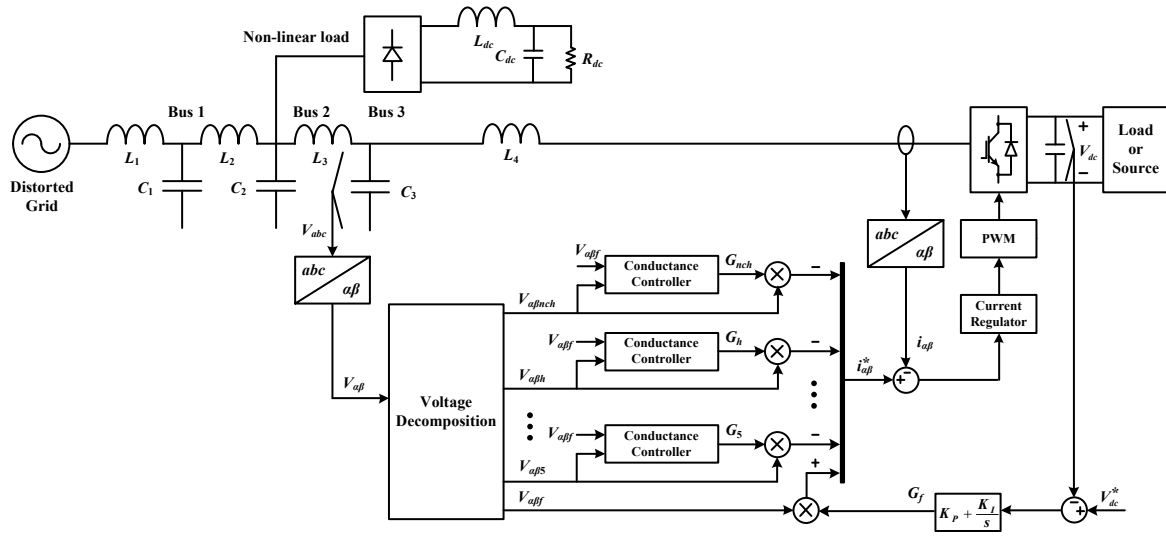 Non-linear load
L_dc
C_dc
R_dc
Bus 1
Bus 2
Bus 3
L_1
L_2
L_3
L_4
Distorted
Grid
C_1
C_2
C_3
+
V_dc
−
Load
or
Source
V_abc
abc
αβ
abc
αβ
PWM
Current
Regulator
V_αβf
Conductance
Controller
G_nch
−
V_αβnch
V_αβf
Conductance
Controller
G_h
−
V_αβh
i_αβ
i*_αβ
+
−
V_αβ
Voltage
Decomposition
V_αβf
Conductance
Controller
G_5
−
V_αβ5
+
V_αβf
G_f
K_P + K_I/s
−
+
V*_dc